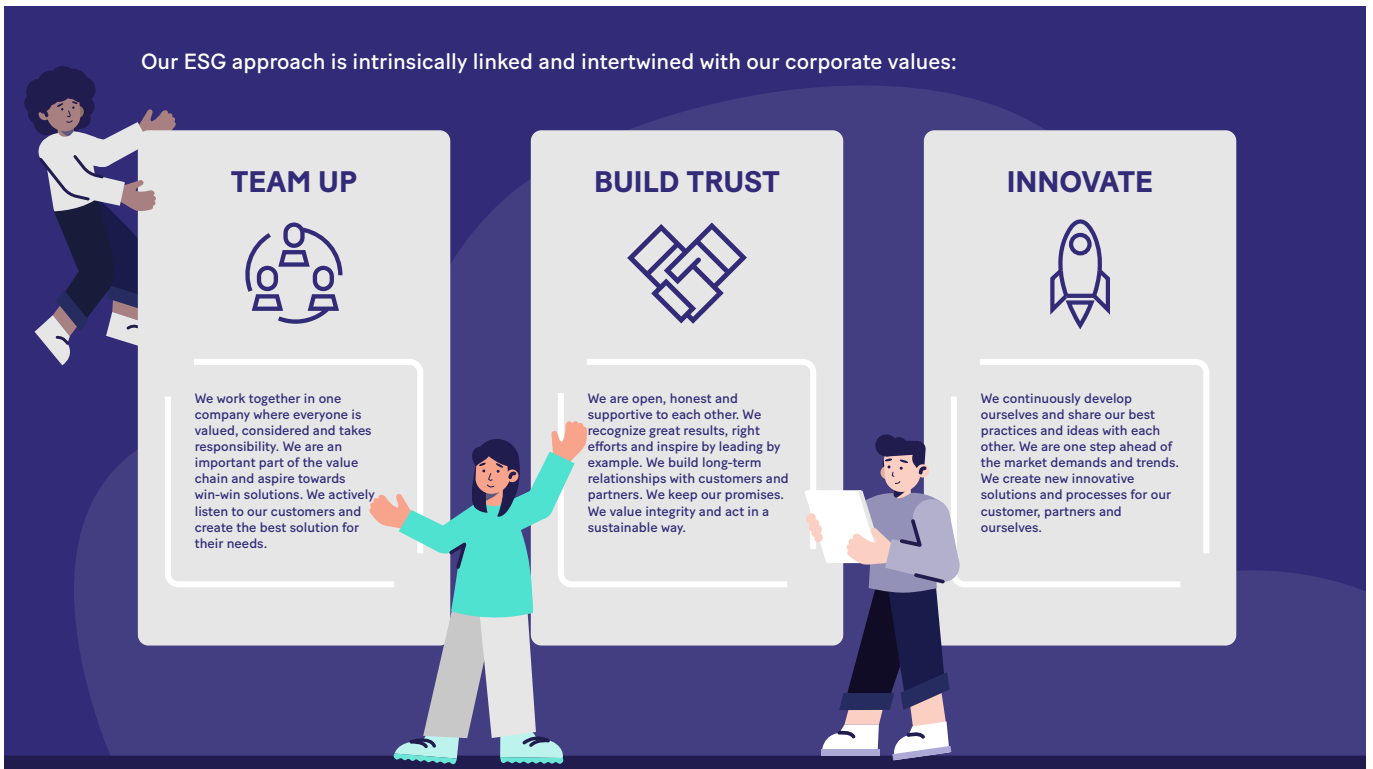 Our ESG approach is intrinsically linked and intertwined with our corporate values:
TEAM UP
We work together in one
company where everyone is
valued, considered and takes
responsibility. We are an
important part of the value
chain and aspire towards
win-win solutions. We actively
listen to our customers and
create the best solution for
their needs.
BUILD TRUST
We are open, honest and
supportive to each other. We
recognize great results, right
efforts and inspire by leading by
example. We build long-term
relationships with customers and
partners. We keep our promises.
We value integrity and act in a
sustainable way.
INNOVATE
We continuously develop
ourselves and share our best
practices and ideas with each
other. We are one step ahead of
the market demands and trends.
We create new innovative
solutions and processes for our
customer, partners and
ourselves.